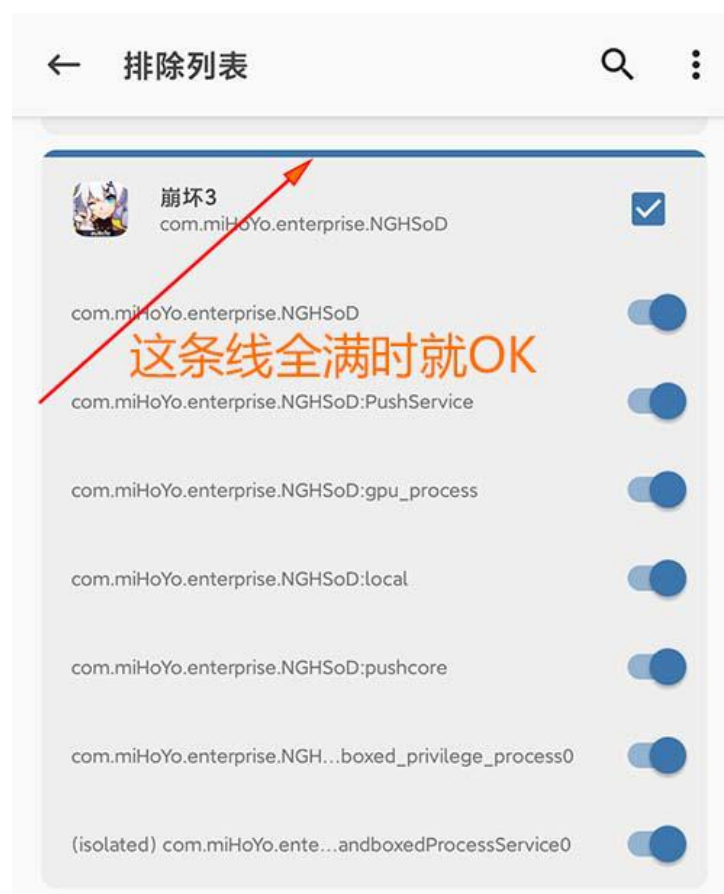 排除列表
崩坏3
com.miHoYo.enterprise.NGHSoD
com.miHoYo.enterprise.NGHSoD
这条线全满时就OK
com.miHoYo.enterprise.NGHSoD:PushService
com.miHoYo.enterprise.NGHSoD:gpu_process
com.miHoYo.enterprise.NGHSoD:local
com.miHoYo.enterprise.NGHSoD:pushcore
com.miHoYo.enterprise.NGH...boxed_privilege_process0
(isolated) com.miHoYo.ente...andboxedProcessService0